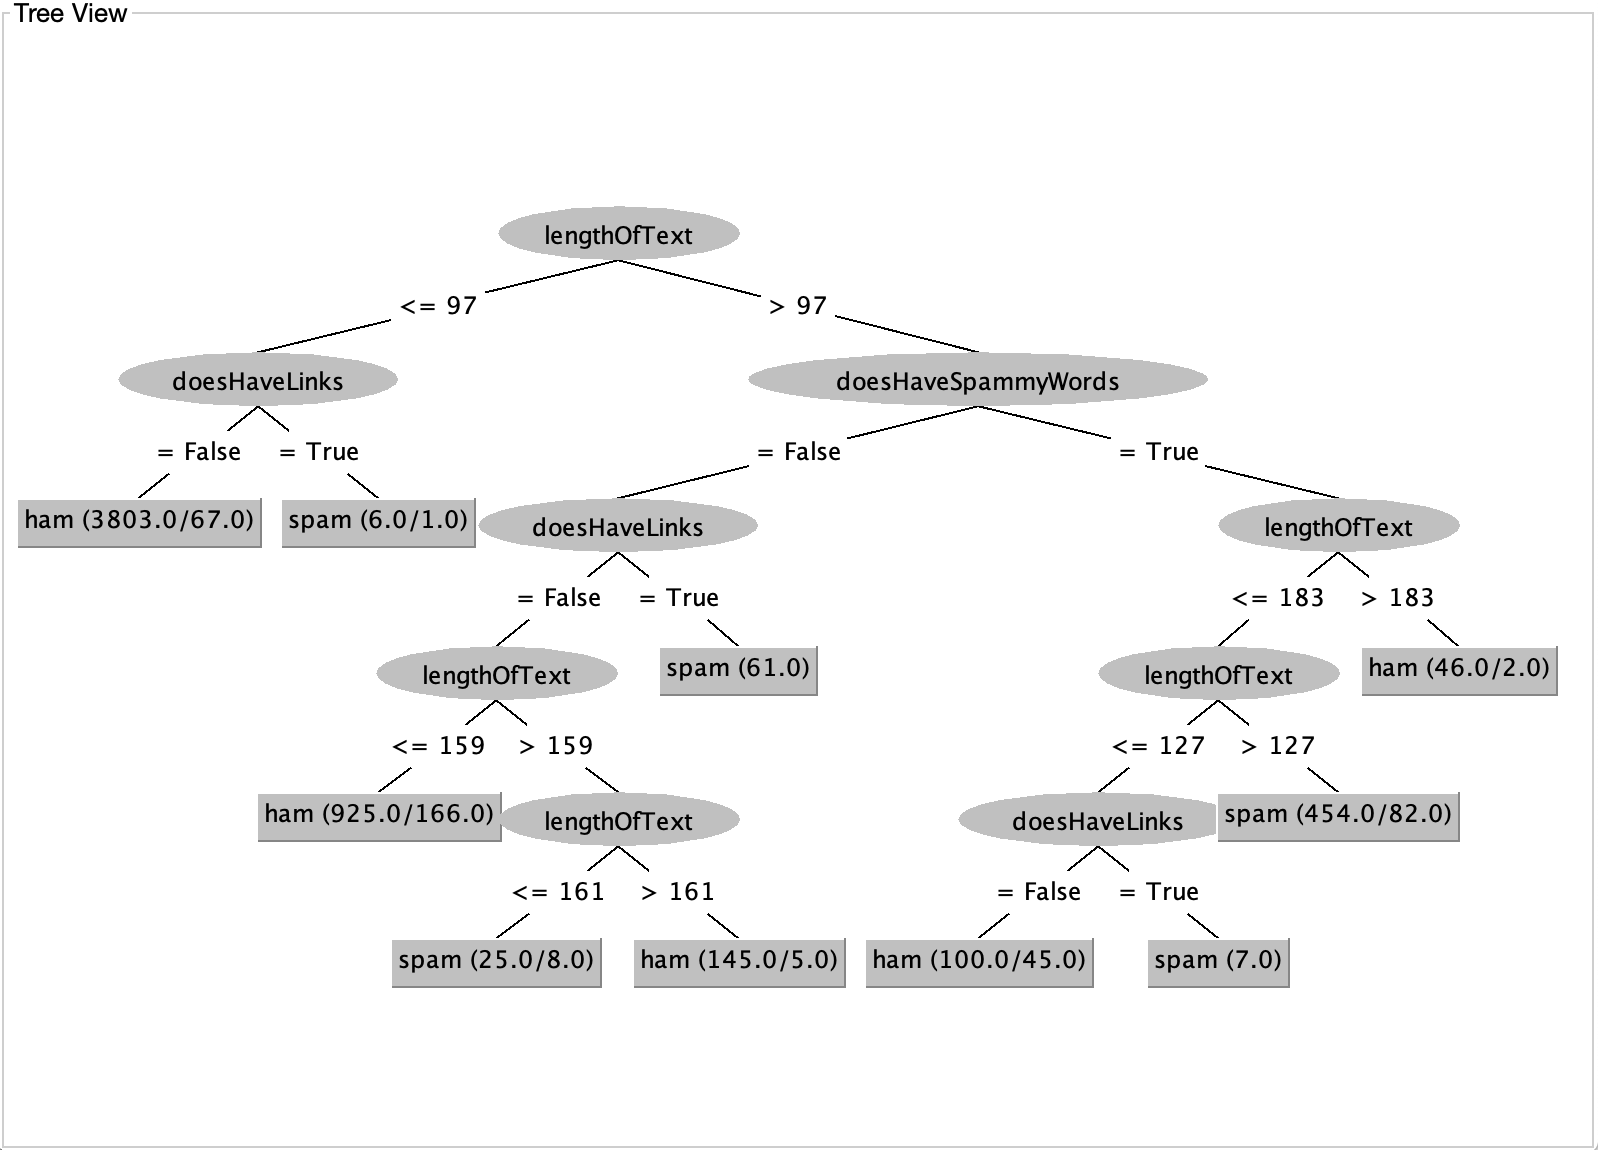 Tree View
lengthOfText
<= 97
> 97
doesHaveLinks
doesHaveSpammyWords
= False
= True
= False
= True
ham (3803.0/67.0)
spam (6.0/1.0)
doesHaveLinks
lengthOfText
= False
= True
<= 183
> 183
lengthOfText
spam (61.0)
lengthOfText
ham (46.0/2.0)
<= 159
> 159
<= 127
> 127
ham (925.0/166.0)
lengthOfText
doesHaveLinks
spam (454.0/82.0)
<= 161
> 161
= False
= True
spam (25.0/8.0)
ham (145.0/5.0)
ham (100.0/45.0)
spam (7.0)